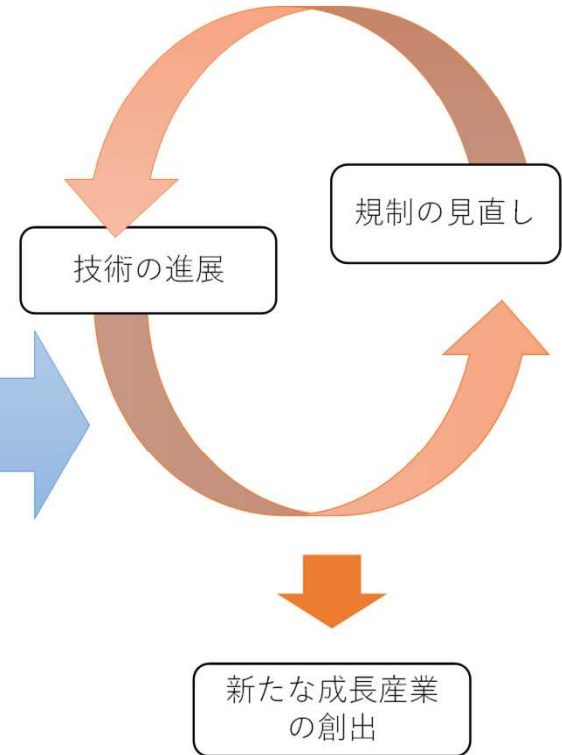 規制の見直し
技術の進展
新たな成長産業
の創出